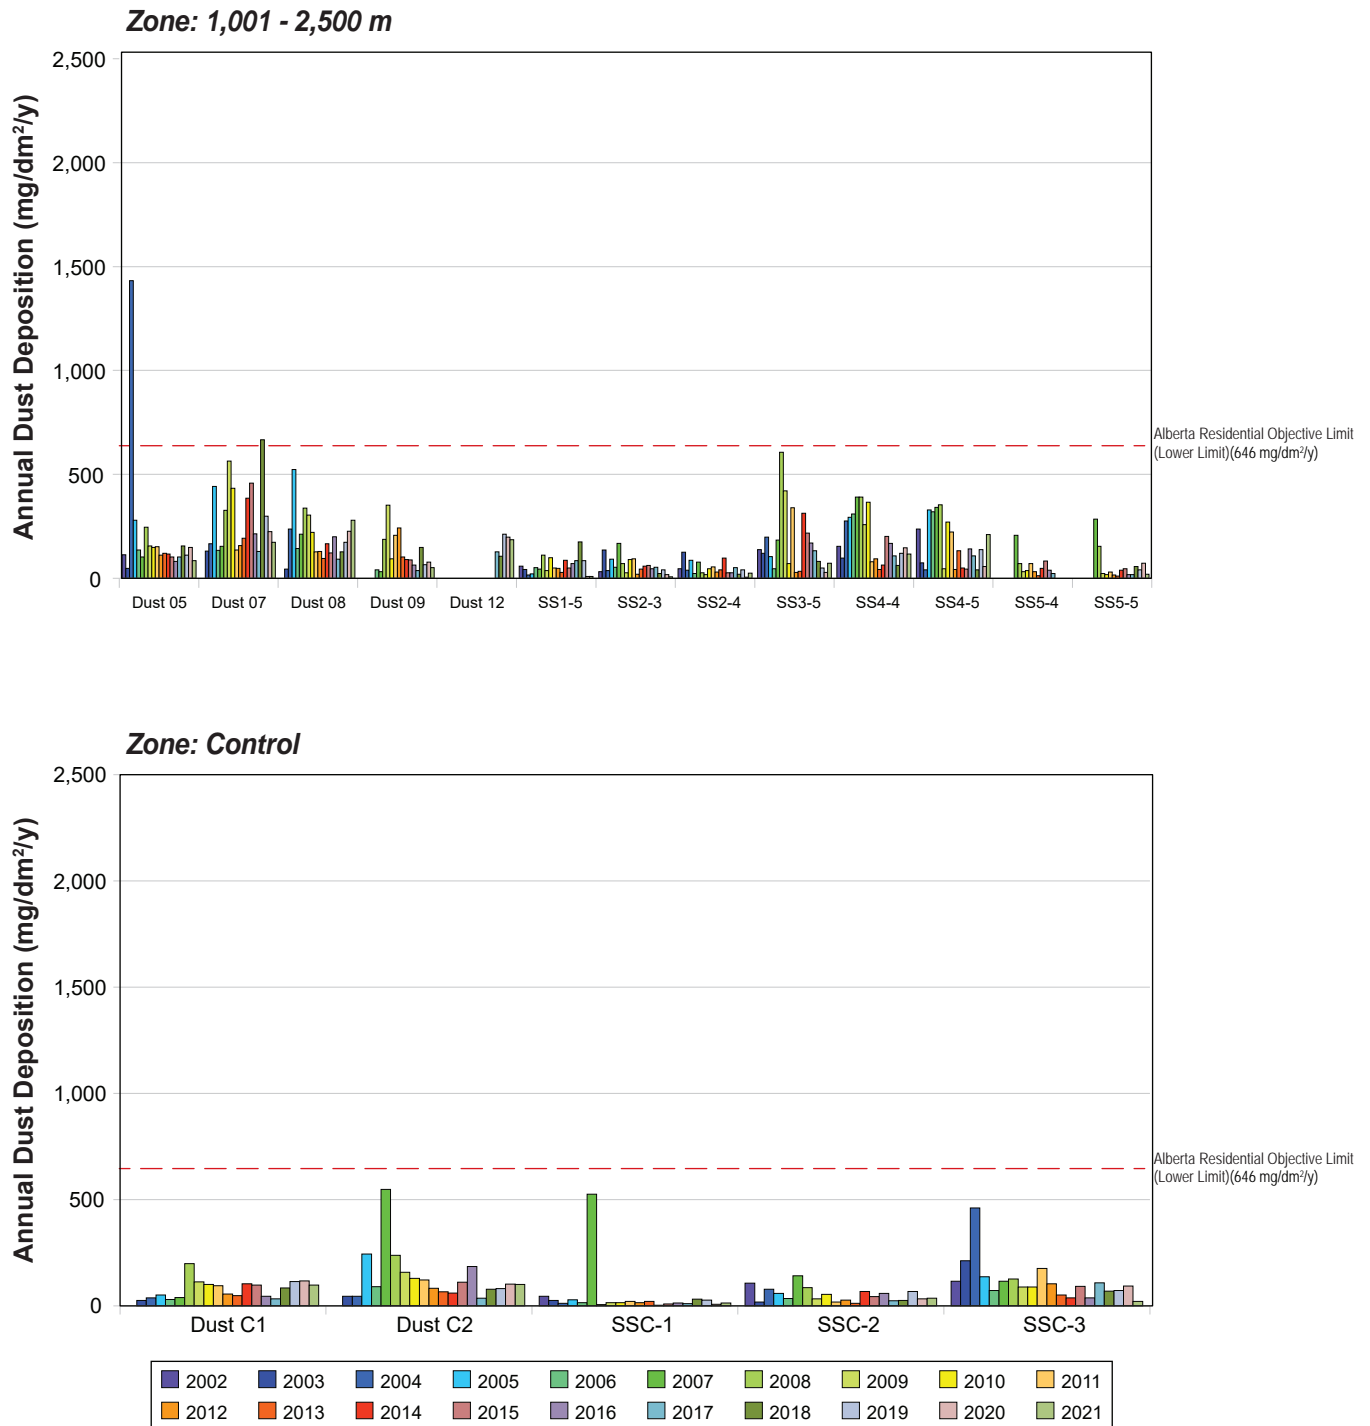 Zone: 1,001 - 2,500 m
Annual Dust Deposition (mg/dm²/y)
2,500
2,000
1,500
1,000
500
0
Alberta Residential Objective Limit
(Lower Limit)(646 mg/dm²/y)
Dust 05 Dust 07 Dust 08 Dust 09 Dust 12 SS1-5 SS2-3 SS2-4 SS3-5 SS4-4 SS4-5 SS5-4 SS5-5
Zone: Control
Annual Dust Deposition (mg/dm²/y)
2,500
2,000
1,500
1,000
500
0
Alberta Residential Objective Limit
(Lower Limit)(646 mg/dm²/y)
Dust C1 Dust C2 SSC-1 SSC-2 SSC-3
2002 2003 2004 2005 2006 2007 2008 2009 2010 2011
2012 2013 2014 2015 2016 2017 2018 2019 2020 2021